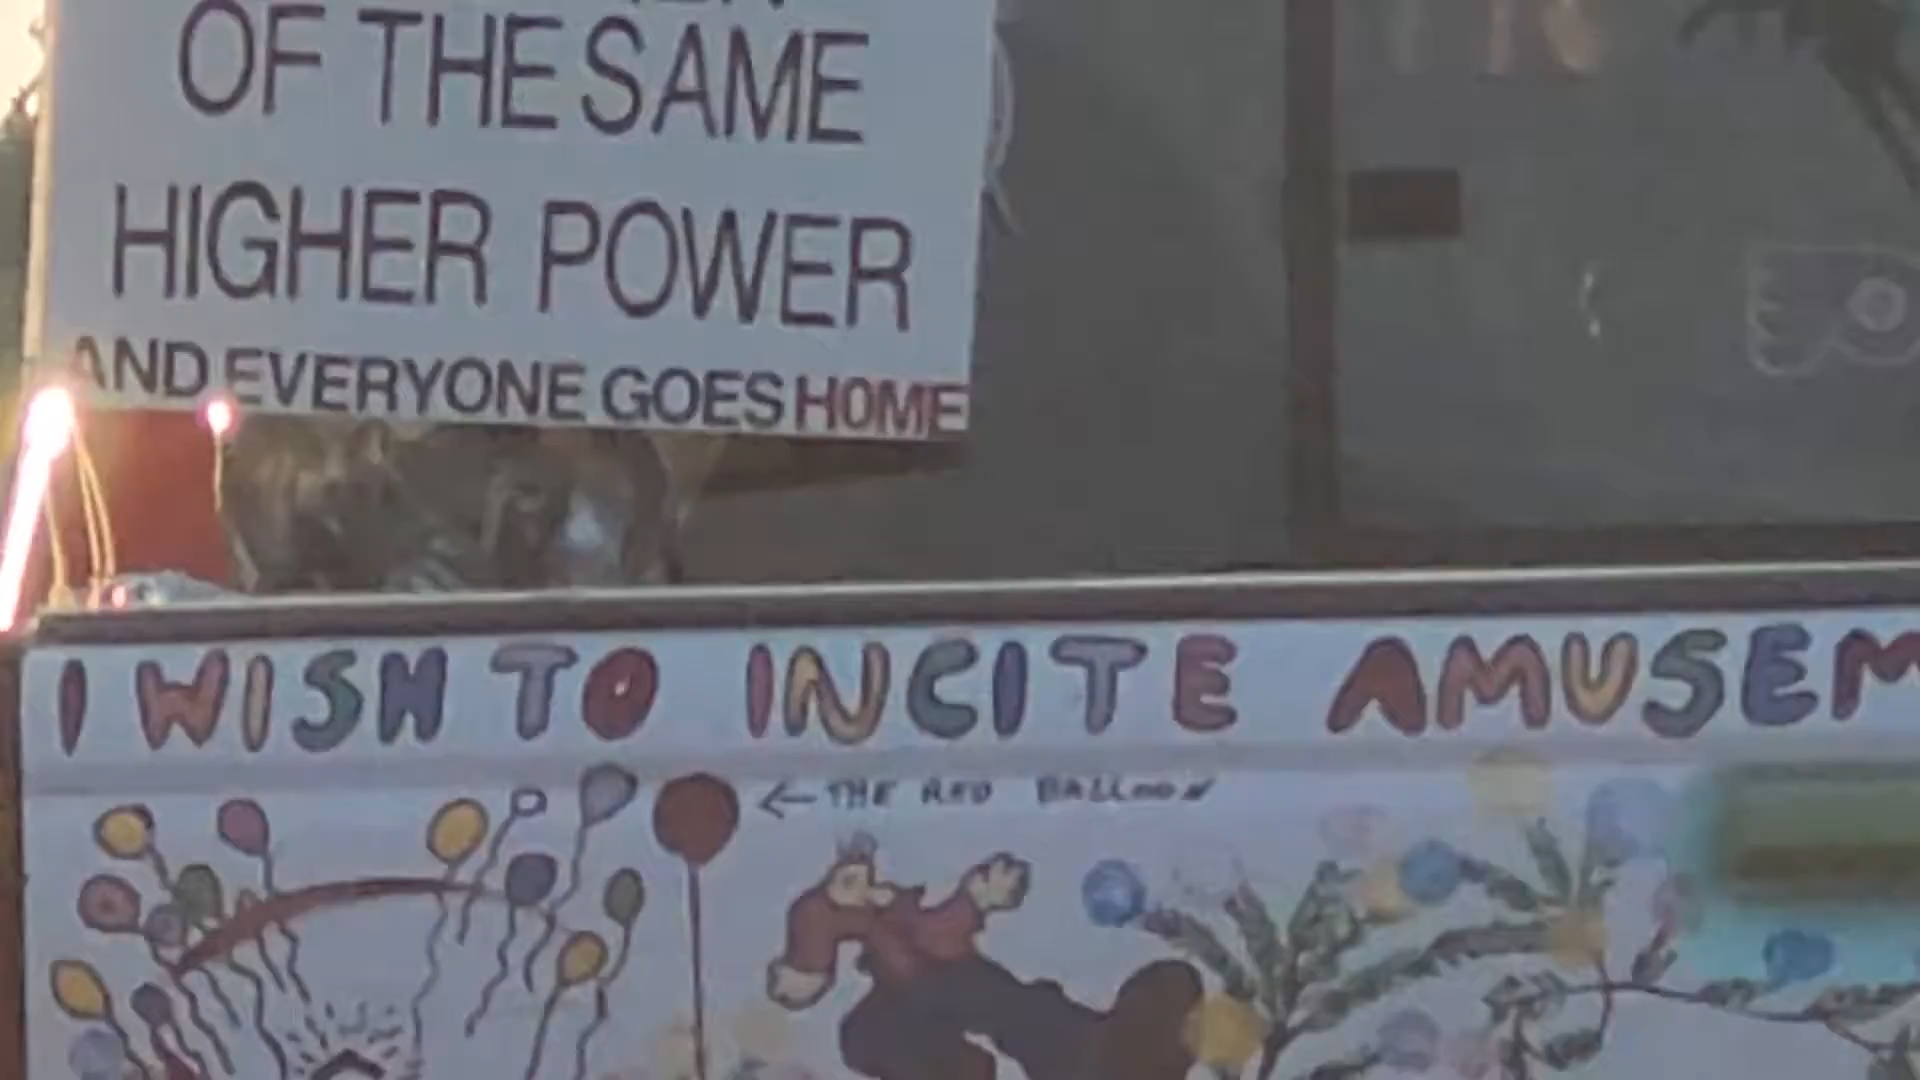 OF THE SAME
HIGHER POWER
AND EVERYONE GOES HOME
I WISH TO INCITE AMUSEM
← THE RED BALLOON